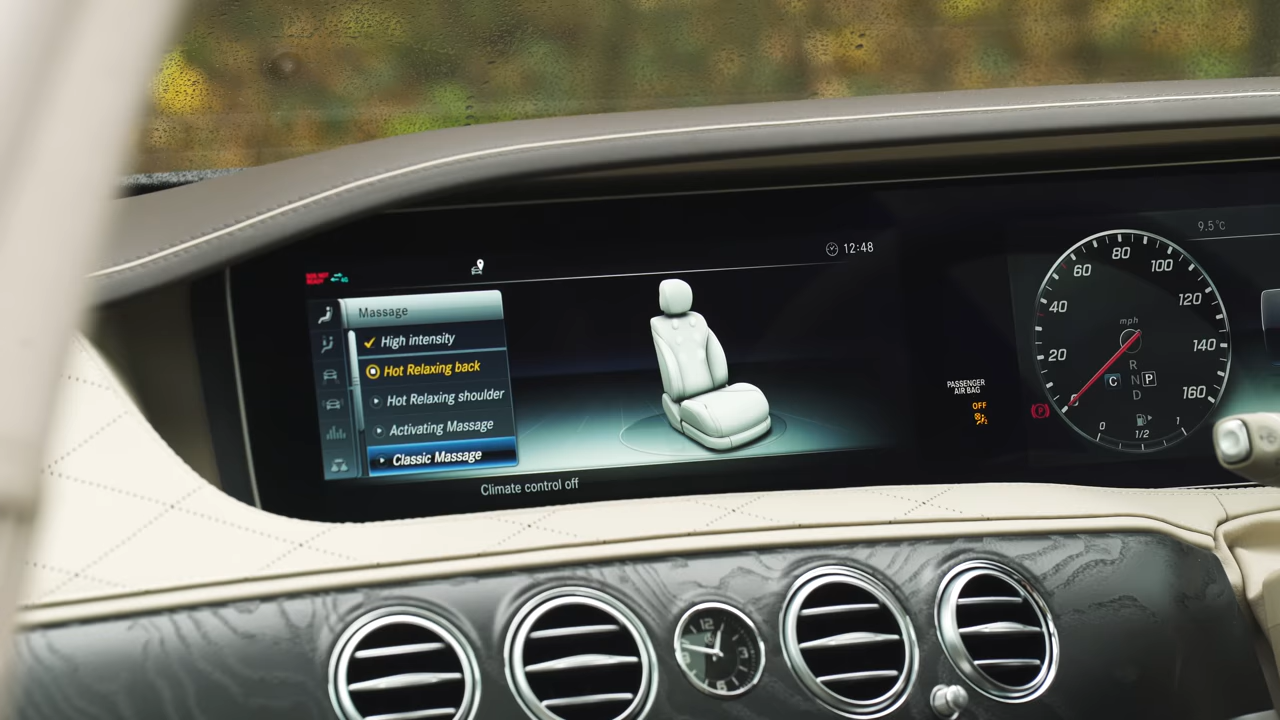 12:48
Massage
High intensity
Hot Relaxing back
Hot Relaxing shoulder
Activating Massage
Classic Massage
Climate control off
PASSENGER
AIR BAG
OFF
9.5°C
20
40
60
80
100
120
140
160
mph
R
N
D
C
P
0
1/2
1
12